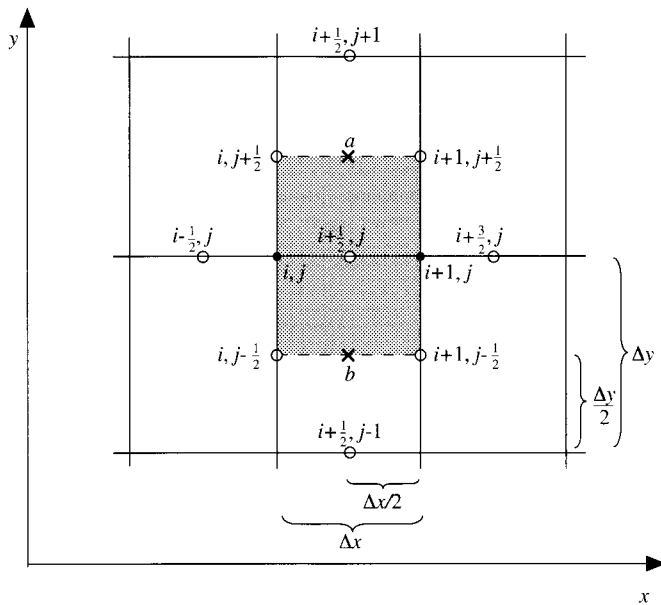 y
i+½, j+1
a
i, j+½
i+1, j+½
i-½, j
i+½, j
i+3/2, j
i, j
i+1, j
i, j-½
i+1, j-½
b
Δy
Δy/2
i+½, j-1
Δx/2
Δx
x